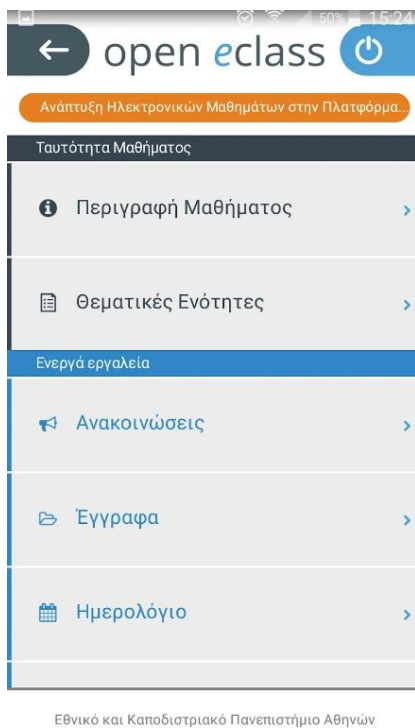 50% 15:24
open eclass
Ανάπτυξη Ηλεκτρονικών Μαθημάτων στην Πλατφόρμα...
Ταυτότητα Μαθήματος
Περιγραφή Μαθήματος
Θεματικές Ενότητες
Ενεργά εργαλεία
Ανακοινώσεις
Έγγραφα
Ημερολόγιο
Εθνικό και Καποδιστριακό Πανεπιστήμιο Αθηνών